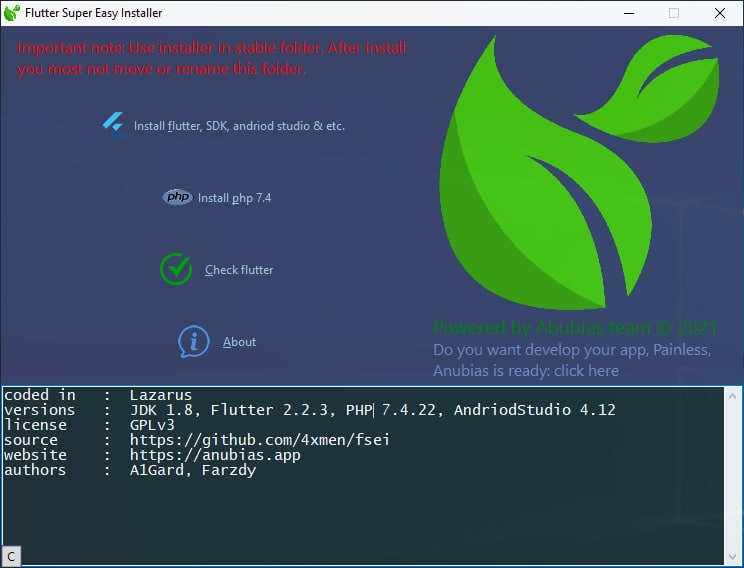 Flutter Super Easy Installer
Important note: Use installer in stable folder, After install
you most not move or rename this folder.
Install flutter, SDK, andriod studio & etc.
php
Install php 7.4
Check flutter
i
About
Powered by Abubias team © 2021
Do you want develop your app, Painless,
Anubias is ready: click here
coded in   :  Lazarus
versions   :  JDK 1.8, Flutter 2.2.3, PHP 7.4.22, AndriodStudio 4.12
license    :  GPLv3
source     :  https://github.com/4xmen/fsei
website    :  https://anubias.app
authors    :  A1Gard, Farzdy
C